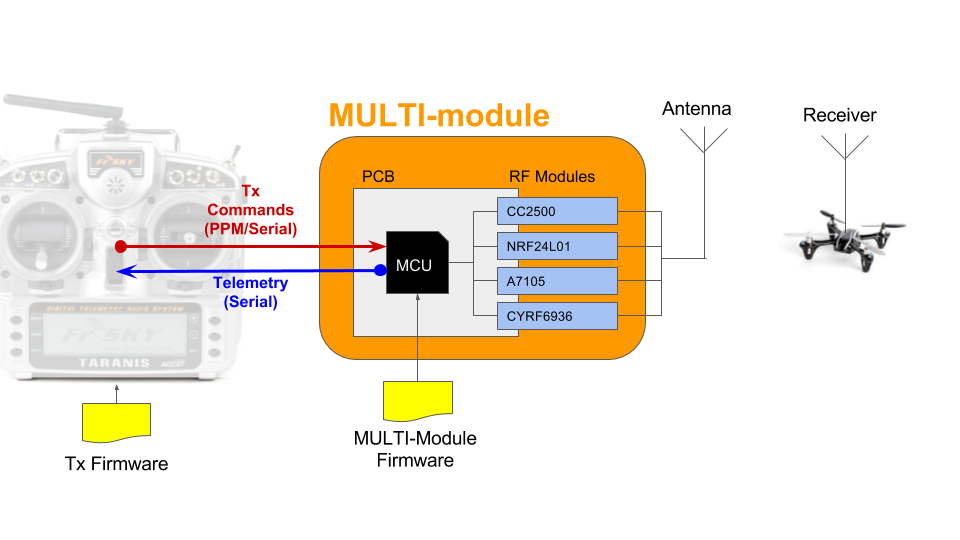 MULTI-module
Antenna
Receiver
PCB
RF Modules
FrSKY
Tx
Commands
(PPM/Serial)
CC2500
NRF24L01
A7105
CYRF6936
MCU
Telemetry
(Serial)
DIGITAL TELEMETRY RADIO SYSTEM
FrSKY
TARANIS
ACCST
Tx Firmware
MULTI-Module
Firmware